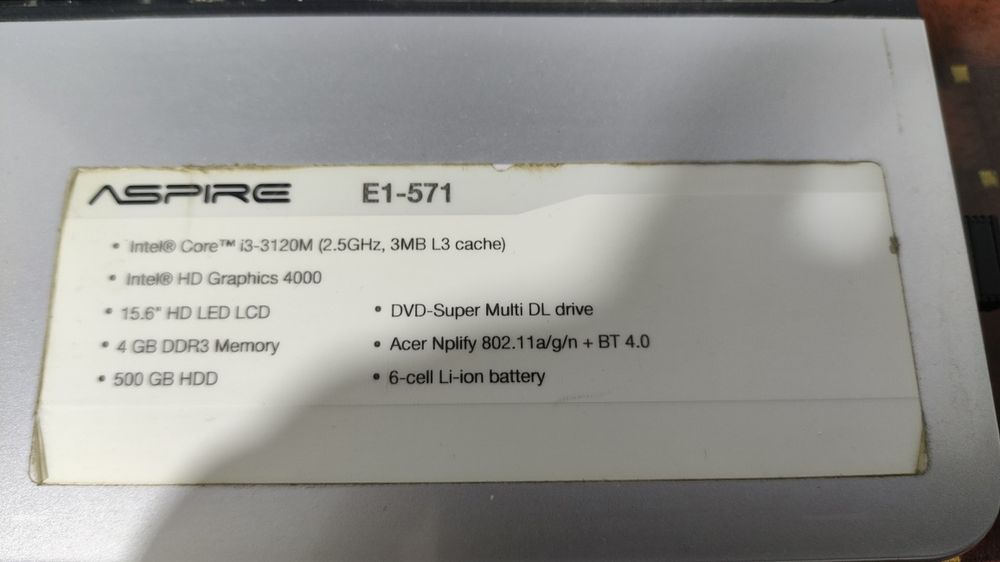 ASPIRE E1-571
• Intel® Core™ i3-3120M (2.5GHz, 3MB L3 cache)
• Intel® HD Graphics 4000
• 15.6" HD LED LCD
• 4 GB DDR3 Memory
• 500 GB HDD
• DVD-Super Multi DL drive
• Acer Nplify 802.11a/g/n + BT 4.0
• 6-cell Li-ion battery